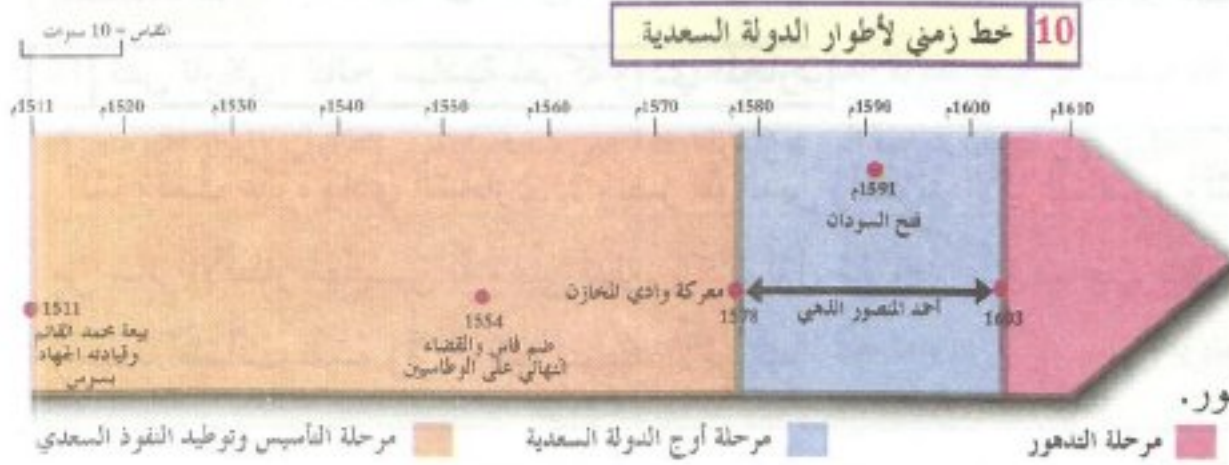 10 خط زمني لأطوار الدولة السعدية
المقياس = 10 سنوات
1511م 1520م 1530م 1540م 1550م 1560م 1570م 1580م 1590م 1600م 1610م
1591م
فتح السودان
1511
بيعة محمد القائم
وقيادته الجهاد
بسوس
1554
ضم فاس والقضاء
النهائي على الوطاسيين
معركة وادي المخازن
1578
أحمد المنصور الذهبي
1603
ور.
مرحلة التأسيس وتوطيد النفوذ السعدي
مرحلة أوج الدولة السعدية
مرحلة التدهور